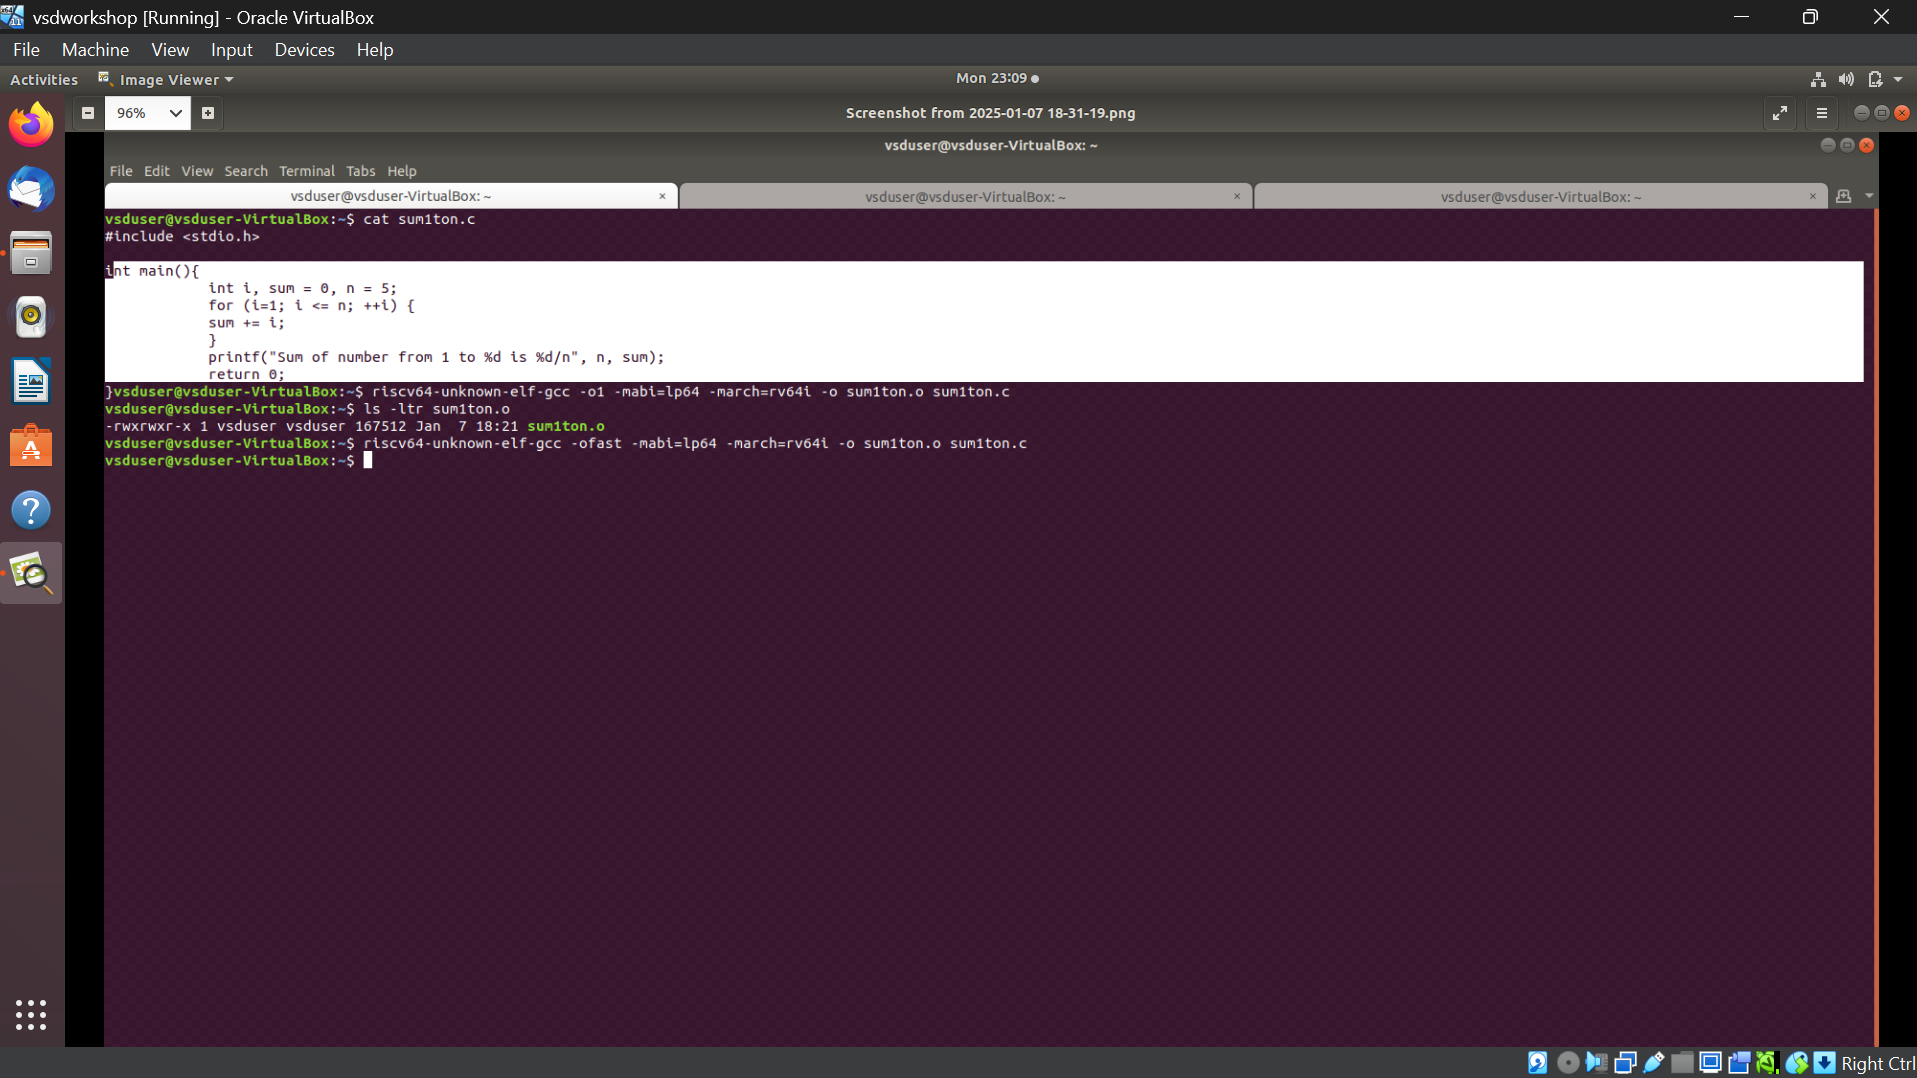 vsdworkshop [Running] - Oracle VirtualBox
File Machine View Input Devices Help
Activities Image Viewer Mon 23:09
96% Screenshot from 2025-01-07 18-31-19.png
vsduser@vsduser-VirtualBox: ~
File Edit View Search Terminal Tabs Help
vsduser@vsduser-VirtualBox: ~ × vsduser@vsduser-VirtualBox: ~ × vsduser@vsduser-VirtualBox: ~ ×
vsduser@vsduser-VirtualBox:~$ cat sum1ton.c
#include <stdio.h>
int main(){
int i, sum = 0, n = 5;
for (i=1; i <= n; ++i) {
sum += i;
}
printf("Sum of number from 1 to %d is %d/n", n, sum);
return 0;
}vsduser@vsduser-VirtualBox:~$ riscv64-unknown-elf-gcc -o1 -mabi=lp64 -march=rv64i -o sum1ton.o sum1ton.c
vsduser@vsduser-VirtualBox:~$ ls -ltr sum1ton.o
-rwxrwxr-x 1 vsduser vsduser 167512 Jan  7 18:21 sum1ton.o
vsduser@vsduser-VirtualBox:~$ riscv64-unknown-elf-gcc -ofast -mabi=lp64 -march=rv64i -o sum1ton.o sum1ton.c
vsduser@vsduser-VirtualBox:~$
Right Ctrl